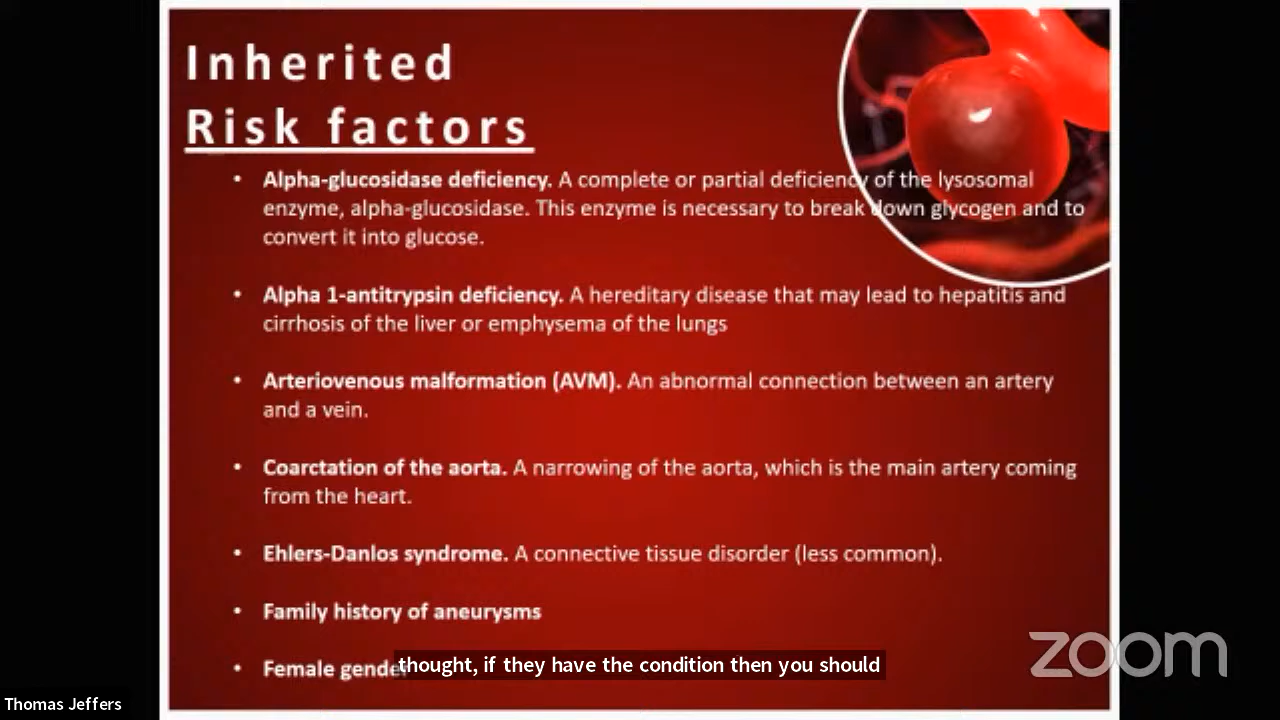 Inherited
Risk factors
• Alpha-glucosidase deficiency. A complete or partial deficiency of the lysosomal
enzyme, alpha-glucosidase. This enzyme is necessary to break down glycogen and to
convert it into glucose.
• Alpha 1-antitrypsin deficiency. A hereditary disease that may lead to hepatitis and
cirrhosis of the liver or emphysema of the lungs
• Arteriovenous malformation (AVM). An abnormal connection between an artery
and a vein.
• Coarctation of the aorta. A narrowing of the aorta, which is the main artery coming
from the heart.
• Ehlers-Danlos syndrome. A connective tissue disorder (less common).
• Family history of aneurysms
• Female gender
thought, if they have the condition then you should
zoom
Thomas Jeffers